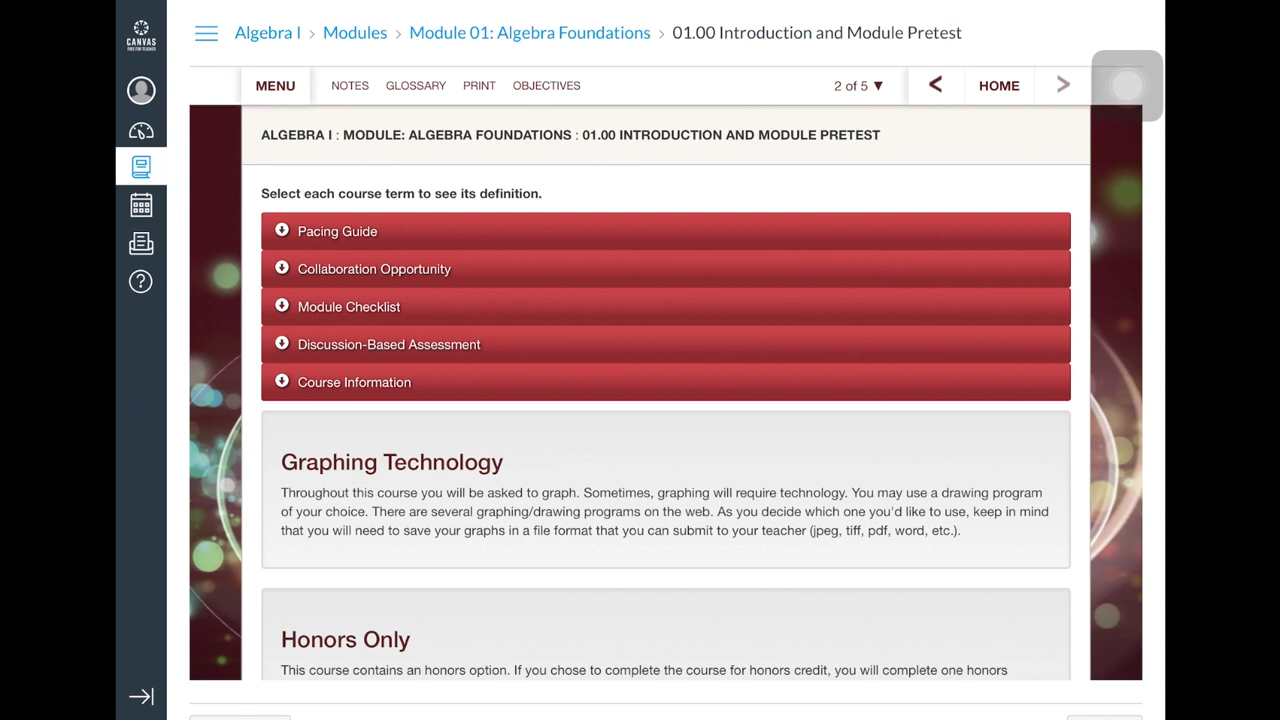 CANVAS
FREE FOR TEACHER
Algebra I > Modules > Module 01: Algebra Foundations > 01.00 Introduction and Module Pretest
MENU NOTES GLOSSARY PRINT OBJECTIVES 2 of 5 ▼ < HOME >
ALGEBRA I : MODULE: ALGEBRA FOUNDATIONS : 01.00 INTRODUCTION AND MODULE PRETEST
Select each course term to see its definition.
Pacing Guide
Collaboration Opportunity
Module Checklist
Discussion-Based Assessment
Course Information
Graphing Technology
Throughout this course you will be asked to graph. Sometimes, graphing will require technology. You may use a drawing program
of your choice. There are several graphing/drawing programs on the web. As you decide which one you'd like to use, keep in mind
that you will need to save your graphs in a file format that you can submit to your teacher (jpeg, tiff, pdf, word, etc.).
Honors Only
This course contains an honors option. If you chose to complete the course for honors credit, you will complete one honors